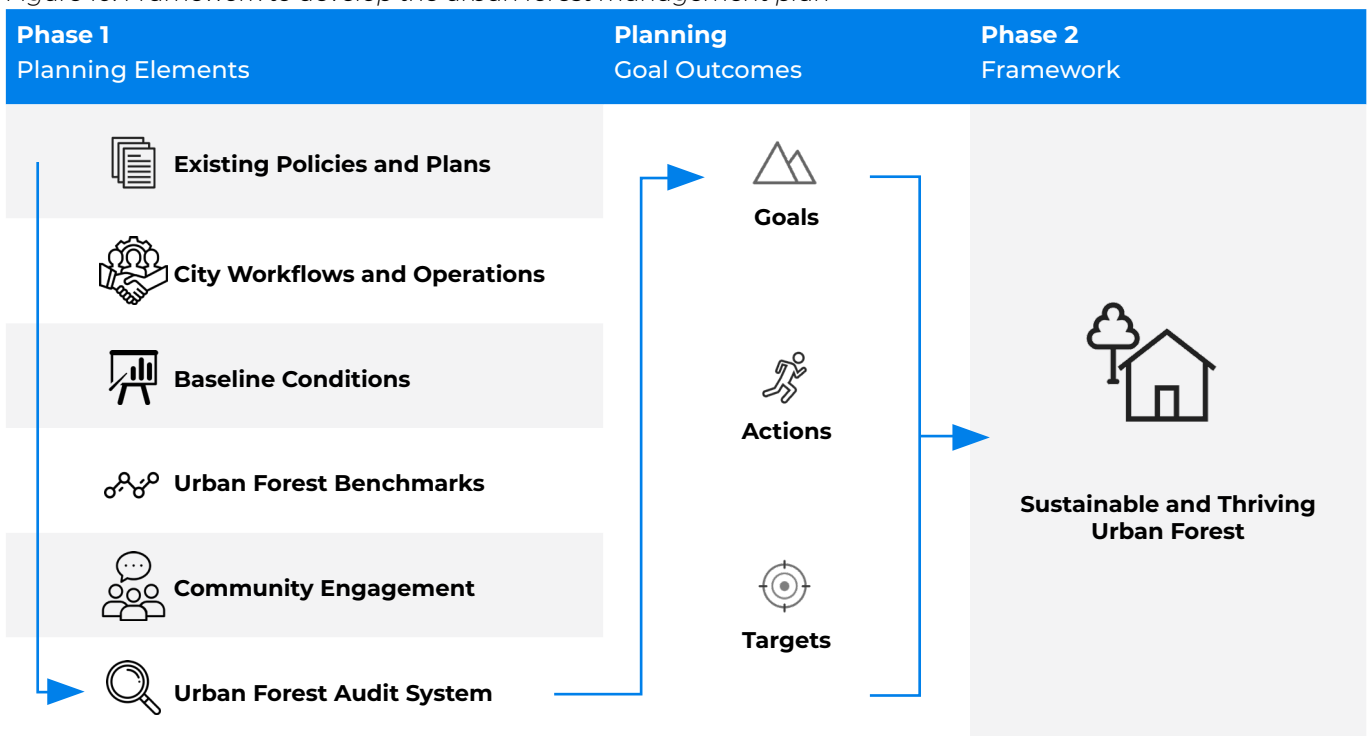 Phase 1
Planning Elements
Planning
Goal Outcomes
Phase 2
Framework
Existing Policies and Plans
City Workflows and Operations
Baseline Conditions
Urban Forest Benchmarks
Community Engagement
Urban Forest Audit System
Goals
Actions
Targets
Sustainable and Thriving
Urban Forest